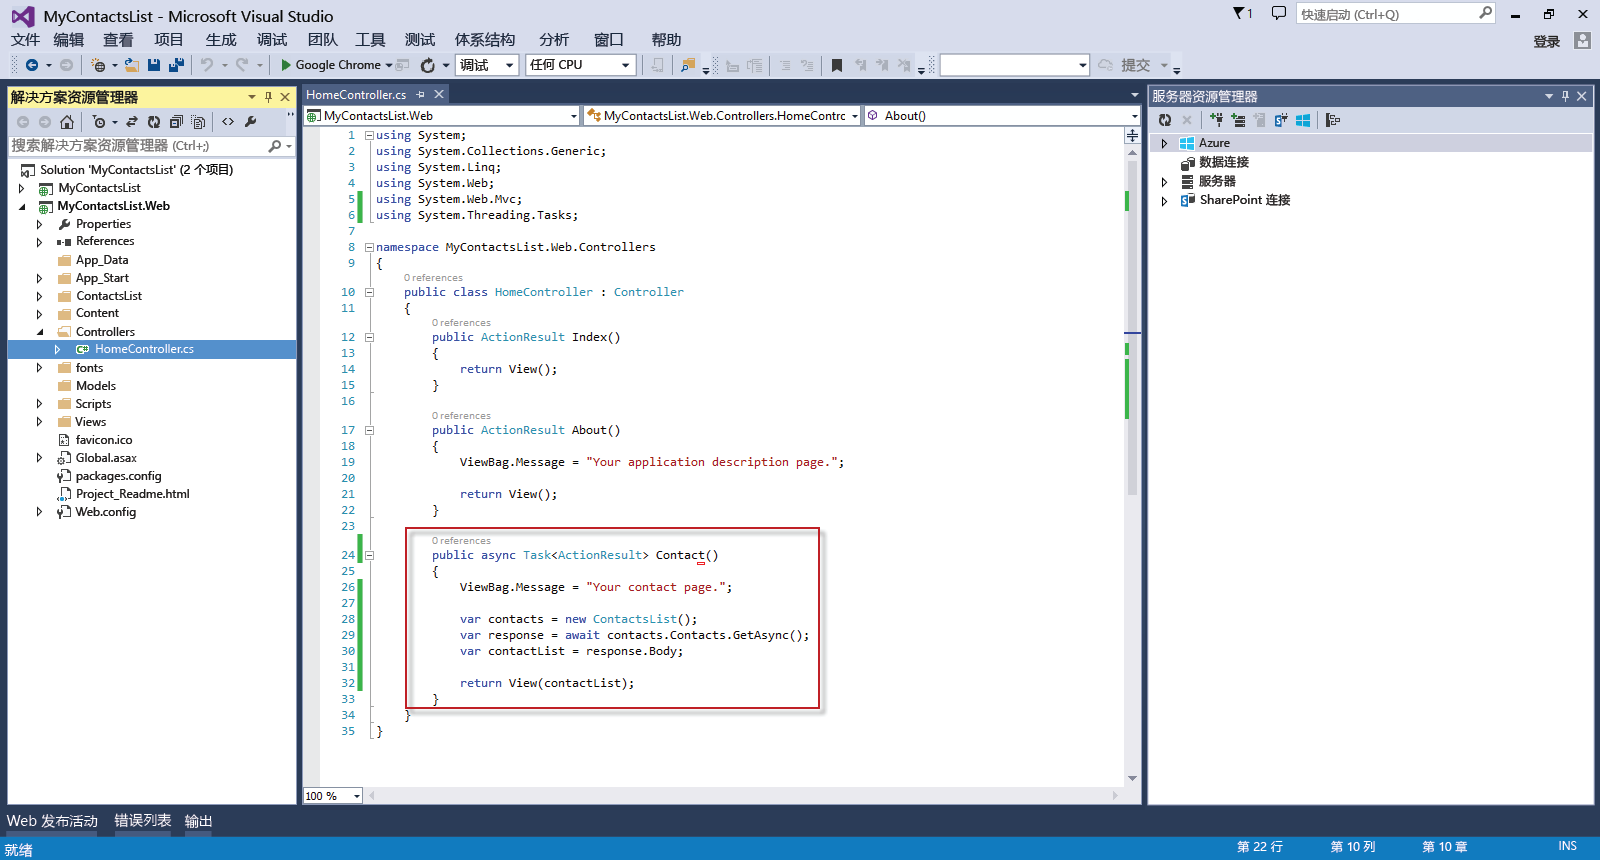 MyContactsList - Microsoft Visual Studio
1
快速启动 (Ctrl+Q)
文件 编辑 查看 项目 生成 调试 团队 工具 测试 体系结构 分析 窗口 帮助
登录
Google Chrome
调试
任何 CPU
提交
解决方案资源管理器
搜索解决方案资源管理器 (Ctrl+;)
Solution 'MyContactsList' (2 个项目)
MyContactsList
MyContactsList.Web
Properties
References
App_Data
App_Start
ContactsList
Content
Controllers
C# HomeController.cs
fonts
Models
Scripts
Views
favicon.ico
Global.asax
packages.config
Project_Readme.html
Web.config
HomeController.cs
MyContactsList.Web
MyContactsList.Web.Controllers.HomeContrc
About()
1 using System;
2 using System.Collections.Generic;
3 using System.Linq;
4 using System.Web;
5 using System.Web.Mvc;
6 using System.Threading.Tasks;
7
8 namespace MyContactsList.Web.Controllers
9 {
0 references
10 public class HomeController : Controller
11 {
0 references
12 public ActionResult Index()
13 {
14 return View();
15 }
16
0 references
17 public ActionResult About()
18 {
19 ViewBag.Message = "Your application description page.";
20
21 return View();
22 }
23
0 references
24 public async Task<ActionResult> Contact()
25 {
26 ViewBag.Message = "Your contact page.";
27
28 var contacts = new ContactsList();
29 var response = await contacts.Contacts.GetAsync();
30 var contactList = response.Body;
31
32 return View(contactList);
33 }
34 }
35 }
100 %
服务器资源管理器
Azure
数据连接
服务器
SharePoint 连接
Web 发布活动 错误列表 输出
就绪
第 22 行 第 10 列 第 10 章 INS